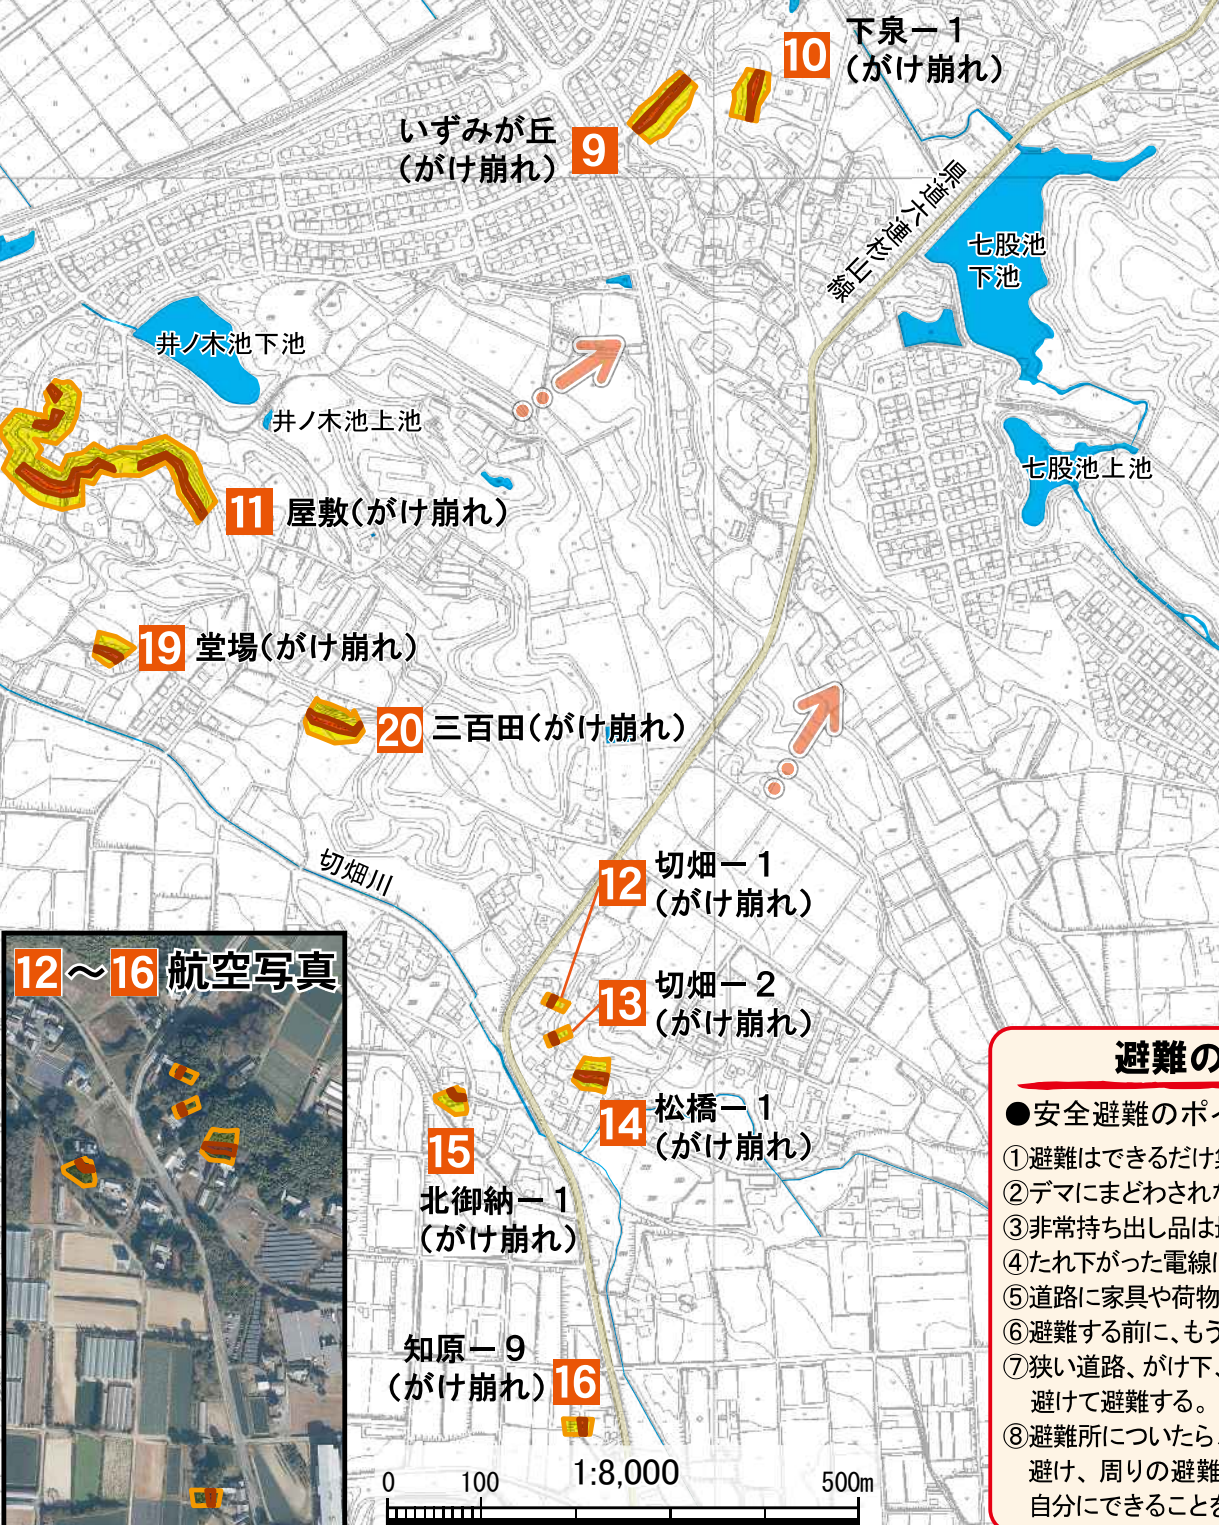 10 下泉－1
（がけ崩れ）
いずみが丘
（がけ崩れ）
9
県道六連杉山線
七股池
下池
井ノ木池下池
井ノ木池上池
七股池上池
11 屋敷（がけ崩れ）
19 堂場（がけ崩れ）
20 三百田（がけ崩れ）
切畑川
12 切畑－1
（がけ崩れ）
12～16 航空写真
13 切畑－2
（がけ崩れ）
14 松橋－1
（がけ崩れ）
15
北御納－1
（がけ崩れ）
知原－9
（がけ崩れ）
16
0 100 1:8,000 500m
避難の
●安全避難のポ
①避難はできるだけ
②デマにまどわされ
③非常持ち出し品は
④たれ下がった電線
⑤道路に家具や荷物
⑥避難する前に、もう
⑦狭い道路、がけ下、
避けて避難する。
⑧避難所についたら
避け、周りの避難
自分にできることを